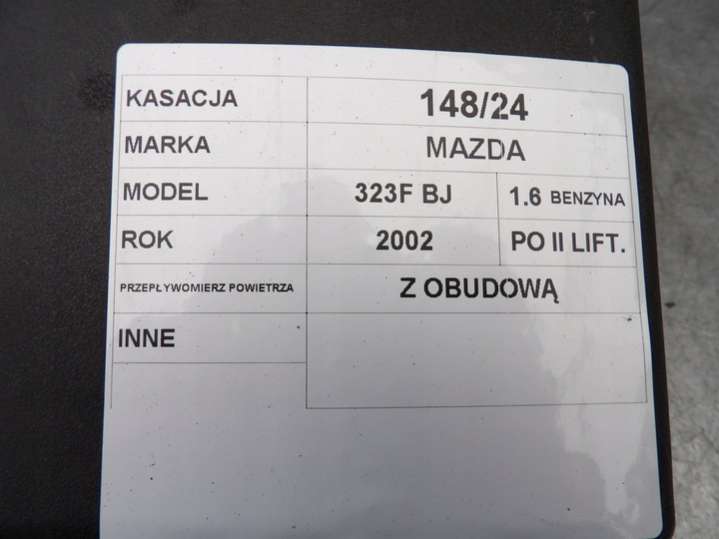 KASACJA 148/24
MARKA MAZDA
MODEL 323F BJ 1.6 BENZYNA
ROK 2002 PO II LIFT.
PRZEPŁYWOMIERZ POWIETRZA Z OBUDOWĄ
INNE